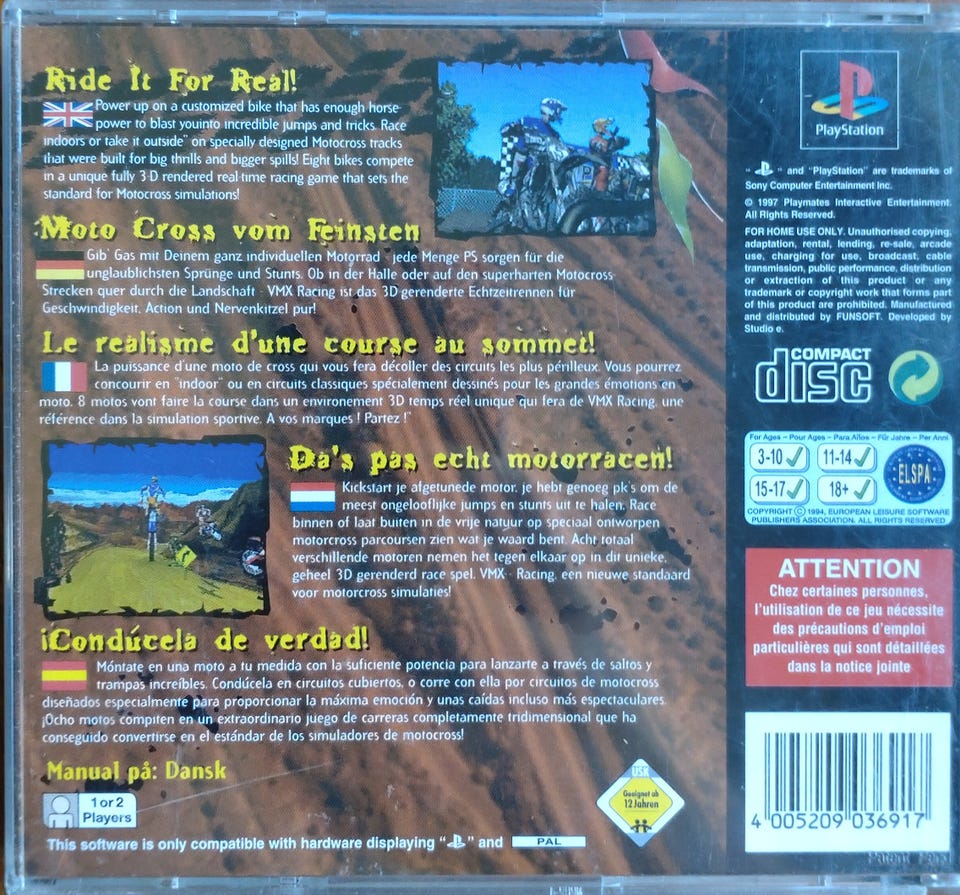 Ride It For Real!
Power up on a customized bike that has enough horse-
power to blast youinto incredible jumps and tricks. Race
indoors or take it outside" on specially designed Motocross tracks
that were built for big thrills and bigger spills! Eight bikes compete
in a unique fully 3-D rendered real-time racing game that sets the
standard for Motocross simulations!
Moto Cross vom Feinsten
Gib' Gas mit Deinem ganz individuellen Motorrad - jede Menge PS sorgen für die
unglaublichsten Sprünge und Stunts. Ob in der Halle oder auf den superharten Motocross-
Strecken quer durch die Landschaft - VMX Racing ist das 3D gerenderte Echtzeitrennen für
Geschwindigkeit, Action und Nervenkitzel pur!
Le realisme d'une course au sommet!
La puissance d'une moto de cross qui vous fera décoller des circuits les plus périlleux. Vous pourrez
concourir en "indoor" ou en circuits classiques spécialement dessinés pour les grandes émotions en
moto. 8 motos vont faire la course dans un environement 3D temps réel unique qui fera de VMX Racing, une
référence dans la simulation sportive. A vos marques ! Partez !"
Da's pas echt motorracen!
Kickstart je afgetunede motor, je hebt genoeg pk's om de
meest ongelooflijke jumps en stunts uit te halen. Race
binnen of laat buiten in de vrije natuur op speciaal ontworpen
motorcross parcoursen zien wat je waard bent. Acht totaal
verschillende motoren nemen het tegen elkaar op in dit unieke,
geheel 3D gerenderd race spel. VMX - Racing, een nieuwe standaard
voor motorcross simulaties!
¡Condúcela de verdad!
Móntate en una moto a tu medida con la suficiente potencia para lanzarte a través de saltos y
trampas increíbles. Condúcela en circuitos cubiertos, o corre con ella por circuitos de motocross
diseñados especialmente para proporcionar la máxima emoción y unas caídas incluso más espectaculares.
¡Ocho motos compiten en un extraordinario juego de carreras completamente tridimensional que ha
conseguido convertirse en el estándar de los simuladores de motocross!
Manual på: Dansk
1 or 2
Players
This software is only compatible with hardware displaying " " and PAL
USK
Geeignet ab
12 Jahren
PlayStation
" " and "PlayStation" are trademarks of
Sony Computer Entertainment Inc.
© 1997 Playmates Interactive Entertainment.
All Rights Reserved.
FOR HOME USE ONLY. Unauthorised copying,
adaptation, rental, lending, re-sale, arcade
use, charging for use, broadcast, cable
transmission, public performance, distribution
or extraction of this product or any
trademark or copyright work that forms part
of this product are prohibited. Manufactured
and distributed by FUNSOFT. Developed by
Studio e.
COMPACT
disc
For Ages – Pour Ages – Para Años – Für Jahre – Per Anni
3-10 11-14
15-17 18+
ELSPA
COPYRIGHT © 1994, EUROPEAN LEISURE SOFTWARE
PUBLISHERS ASSOCIATION. ALL RIGHTS RESERVED
ATTENTION
Chez certaines personnes,
l'utilisation de ce jeu nécessite
des précautions d'emploi
particulières qui sont détaillées
dans la notice jointe
4 005209 036917
Patent Pend